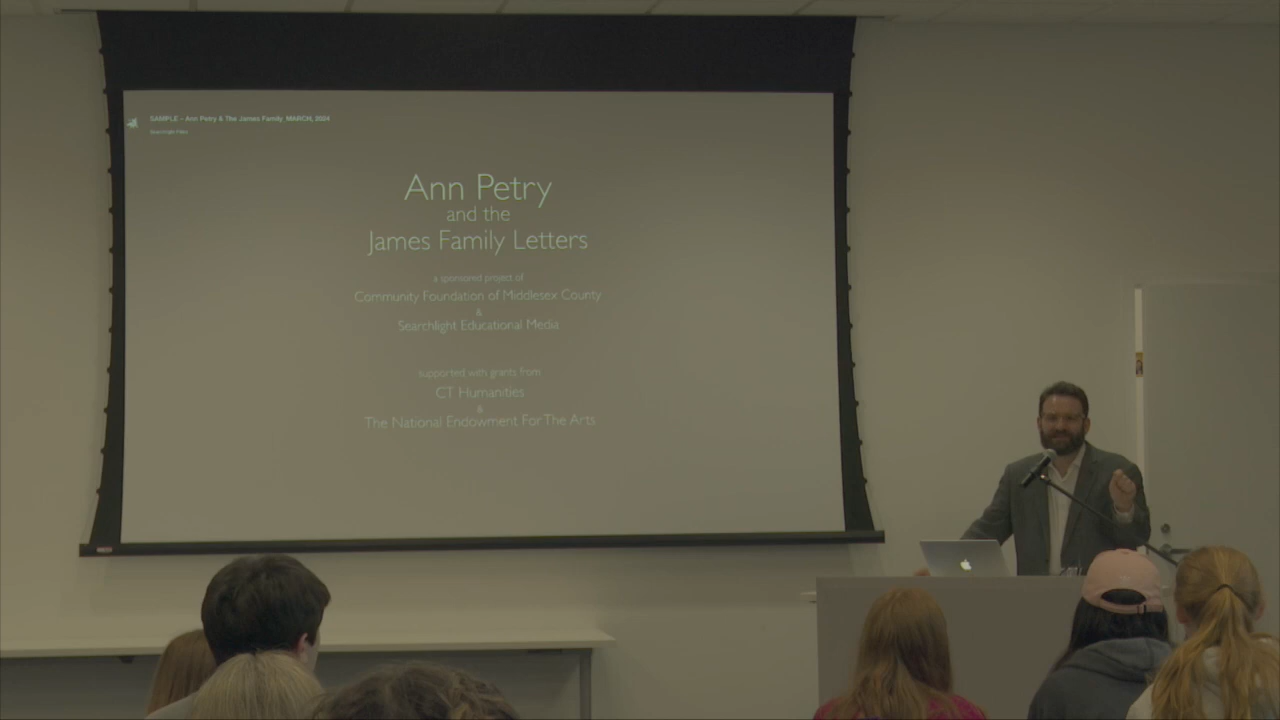 SAMPLE – Ann Petry & The James Family MARCH, 2024
Searchlight Films
Ann Petry
and the
James Family Letters
a sponsored project of
Community Foundation of Middlesex County
&
Searchlight Educational Media
supported with grants from
CT Humanities
&
The National Endowment For The Arts